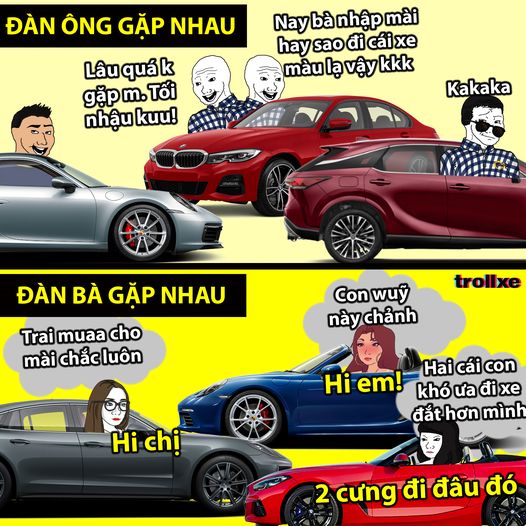 ĐÀN ÔNG GẶP NHAU
Lâu quá k
gặp m. Tối
nhậu kuu!
Nay bà nhập mài
hay sao đi cái xe
màu lạ vậy kkk
Kakaka
ĐÀN BÀ GẶP NHAU
trollxe
Trai muaa cho
mài chắc luôn
Hi chị
Con wuỹ
này chảnh
Hi em!
Hai cái con
khó ưa đi xe
đắt hơn mình
2 cưng đi đâu đó